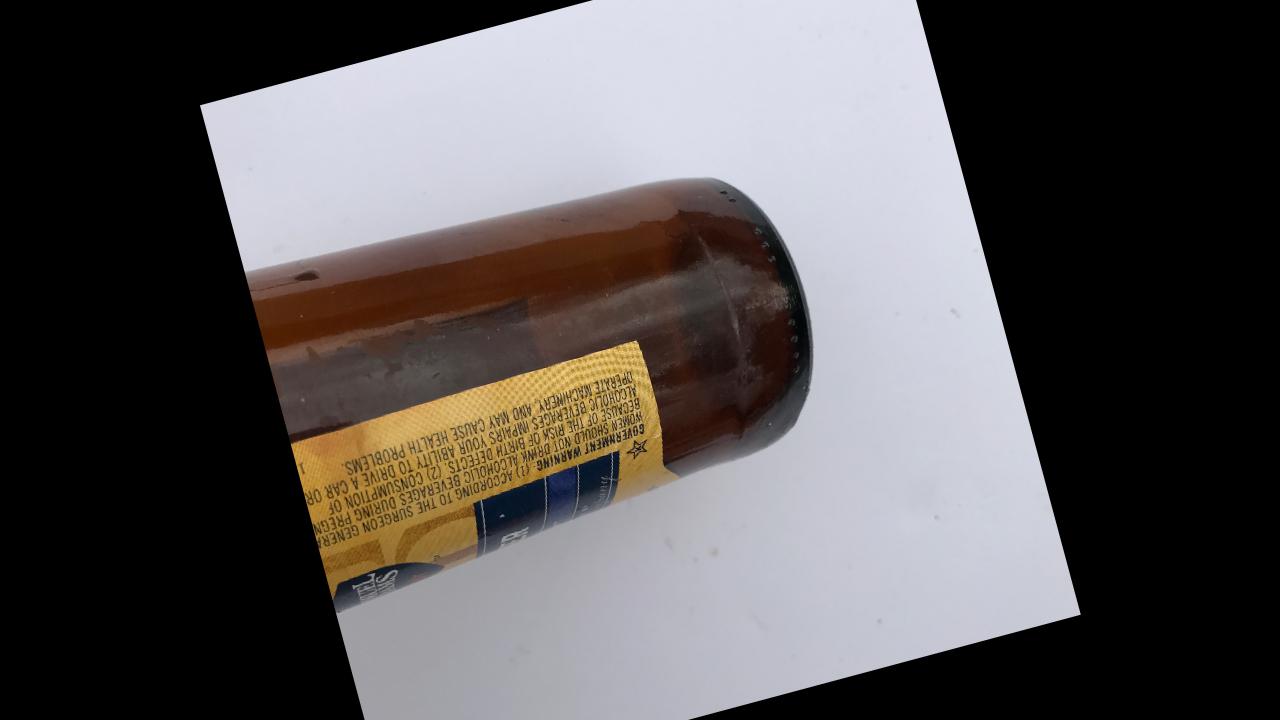 GOVERNMENT WARNING: (1) ACCORDING TO THE SURGEON GENERA
WOMEN SHOULD NOT DRINK ALCOHOLIC BEVERAGES DURING PREGN
BECAUSE OF THE RISK OF BIRTH DEFECTS. (2) CONSUMPTION OF
ALCOHOLIC BEVERAGES IMPAIRS YOUR ABILITY TO DRIVE A CAR OR
OPERATE MACHINERY, AND MAY CAUSE HEALTH PROBLEMS.